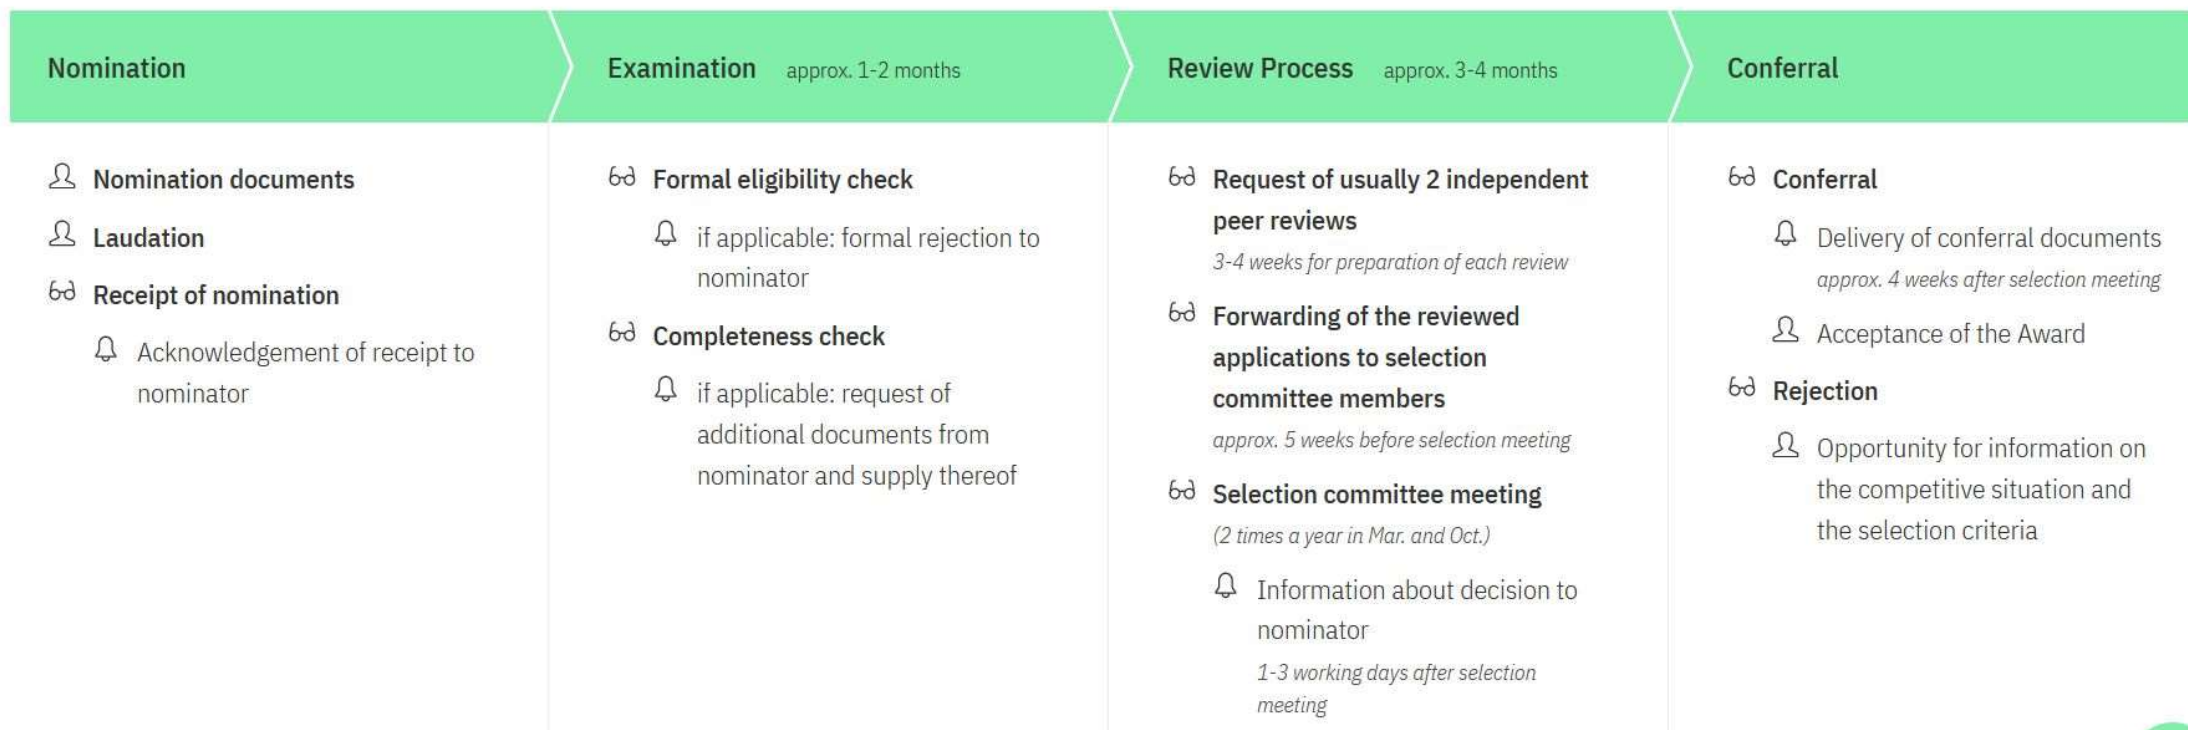 Nomination
Nomination documents
Laudation
Receipt of nomination
Acknowledgement of receipt to
nominator
Examination approx. 1-2 months
Formal eligibility check
if applicable: formal rejection to
nominator
Completeness check
if applicable: request of
additional documents from
nominator and supply thereof
Review Process approx. 3-4 months
Request of usually 2 independent
peer reviews
3-4 weeks for preparation of each review
Forwarding of the reviewed
applications to selection
committee members
approx. 5 weeks before selection meeting
Selection committee meeting
(2 times a year in Mar. and Oct.)
Information about decision to
nominator
1-3 working days after selection
meeting
Conferral
Conferral
Delivery of conferral documents
approx. 4 weeks after selection meeting
Acceptance of the Award
Rejection
Opportunity for information on
the competitive situation and
the selection criteria